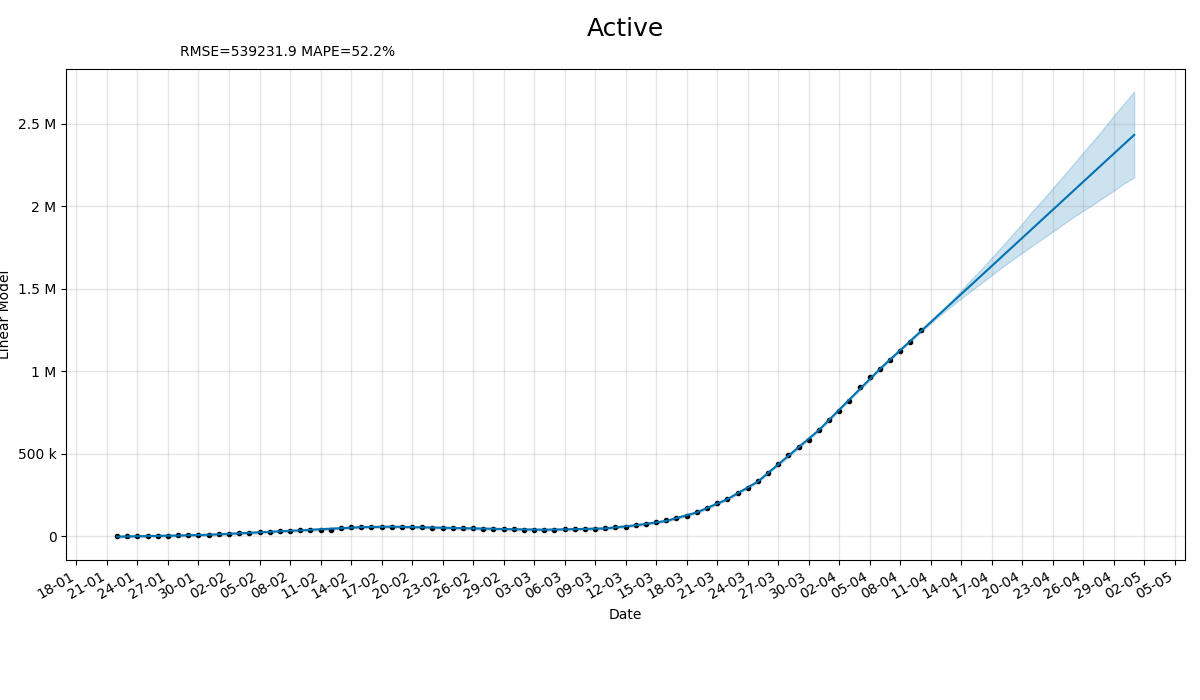 Active
RMSE=539231.9 MAPE=52.2%
2.5 M
2 M
1.5 M
1 M
500 k
0
Linear Model
18-01 21-01 24-01 27-01 30-01 02-02 05-02 08-02 11-02 14-02 17-02 20-02 23-02 26-02 29-02 03-03 06-03 09-03 12-03 15-03 18-03 21-03 24-03 27-03 30-03 02-04 05-04 08-04 11-04 14-04 17-04 20-04 23-04 26-04 29-04 02-05 05-05
Date